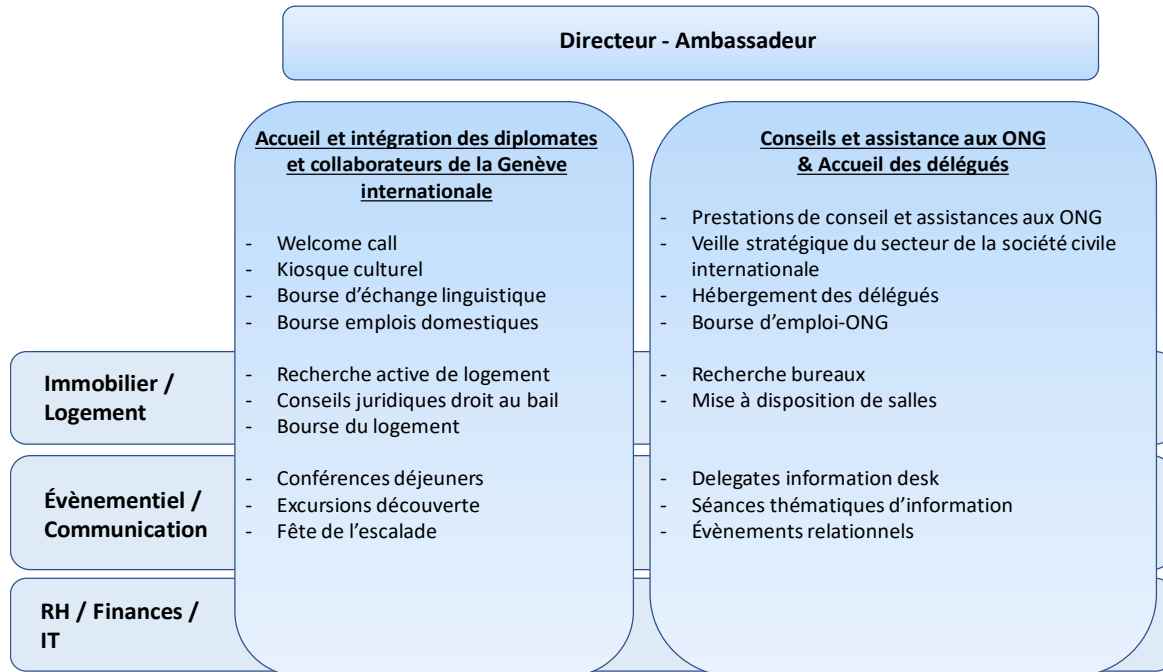 Directeur - Ambassadeur
Accueil et intégration des diplomates
et collaborateurs de la Genève
internationale
- Welcome call
- Kiosque culturel
- Bourse d'échange linguistique
- Bourse emplois domestiques
- Recherche active de logement
- Conseils juridiques droit au bail
- Bourse du logement
- Conférences déjeuners
- Excursions découverte
- Fête de l'escalade
Conseils et assistance aux ONG
& Accueil des délégués
- Prestations de conseil et assistances aux ONG
- Veille stratégique du secteur de la société civile
internationale
- Hébergement des délégués
- Bourse d'emploi-ONG
- Recherche bureaux
- Mise à disposition de salles
- Delegates information desk
- Séances thématiques d'information
- Évènements relationnels
Immobilier /
Logement
Évènementiel /
Communication
RH / Finances /
IT